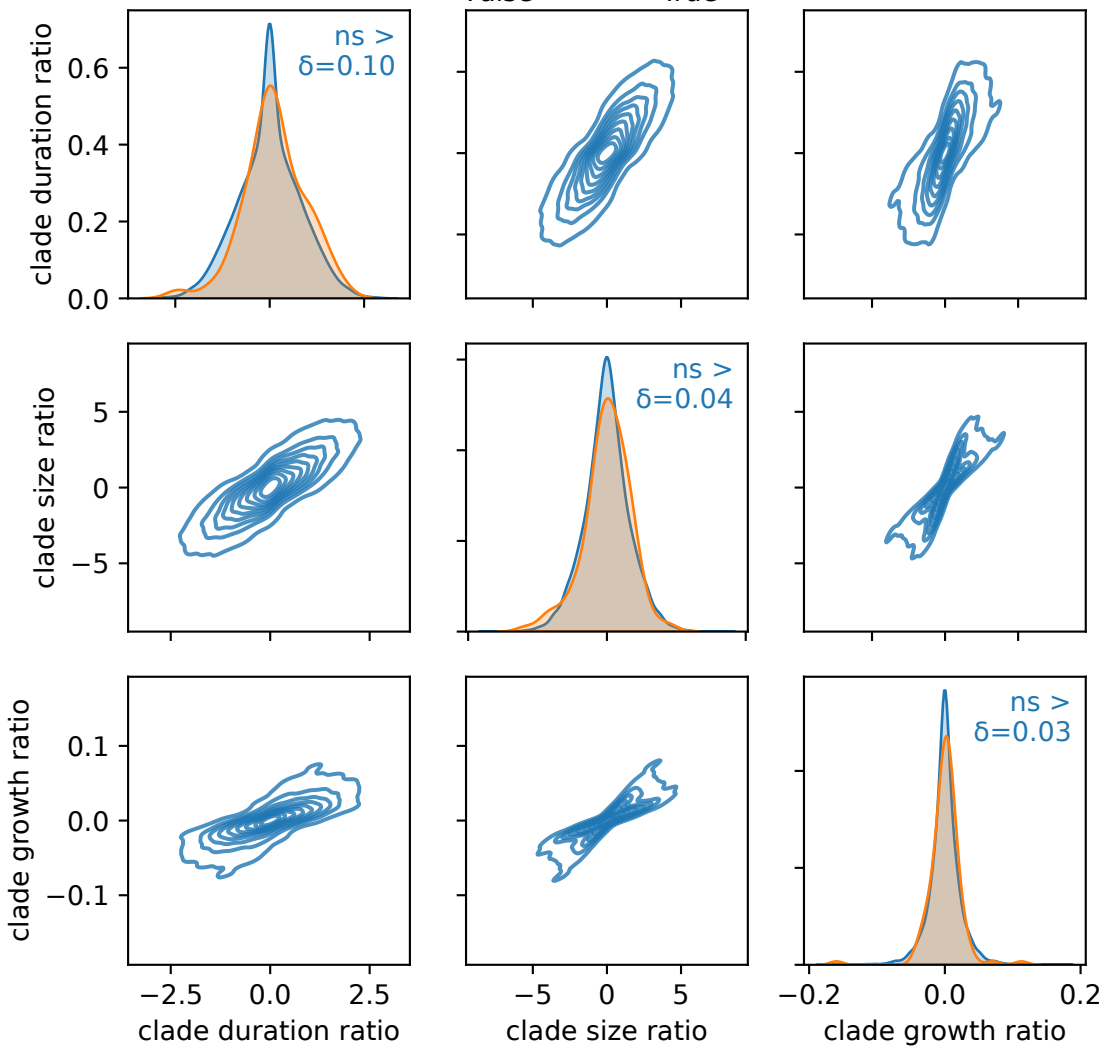 True
ns >
δ=0.10
clade duration ratio
0.6
0.4
0.2
0.0
ns >
δ=0.04
clade size ratio
5
0
−5
ns >
δ=0.03
clade growth ratio
0.1
0.0
−0.1
−2.5 0.0 2.5 −5 0 5 −0.2 0.0 0.2
clade duration ratio clade size ratio clade growth ratio